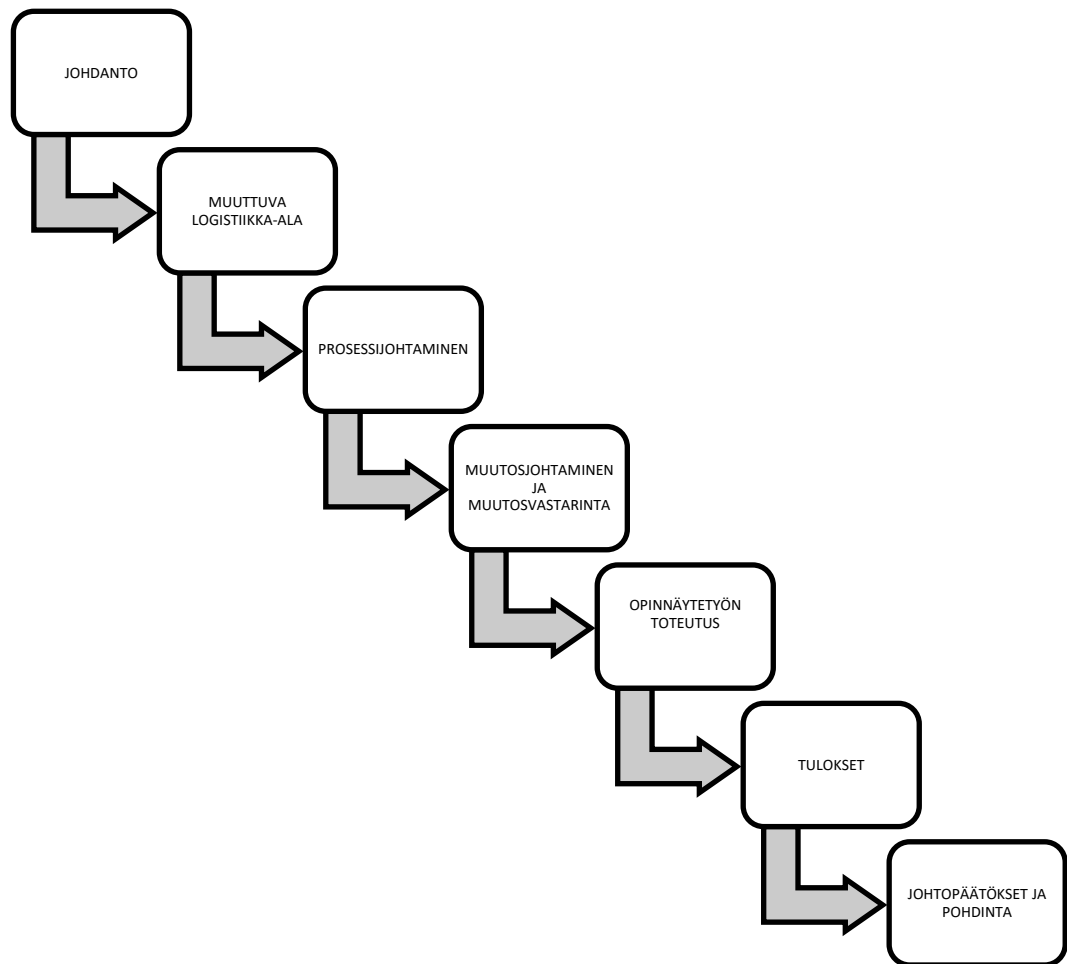 JOHDANTO
MUUTTUVA
LOGISTIIKKA-ALA
PROSESSIJOHTAMINEN
MUUTOSJOHTAMINEN
JA
MUUTOSVASTARINTA
OPINNÄYTETYÖN
TOTEUTUS
TULOKSET
JOHTOPÄÄTÖKSET JA
POHDINTA